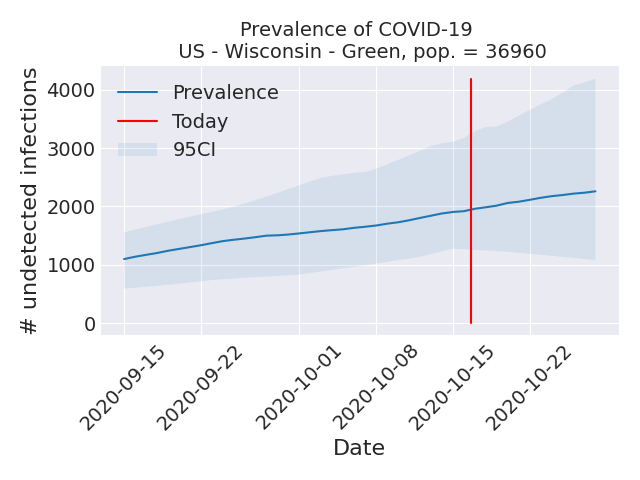 Prevalence of COVID-19
US - Wisconsin - Green, pop. = 36960
# undetected infections
4000
3000
2000
1000
0
Prevalence
Today
95CI
2020-09-15
2020-09-22
2020-10-01
2020-10-08
2020-10-15
2020-10-22
Date